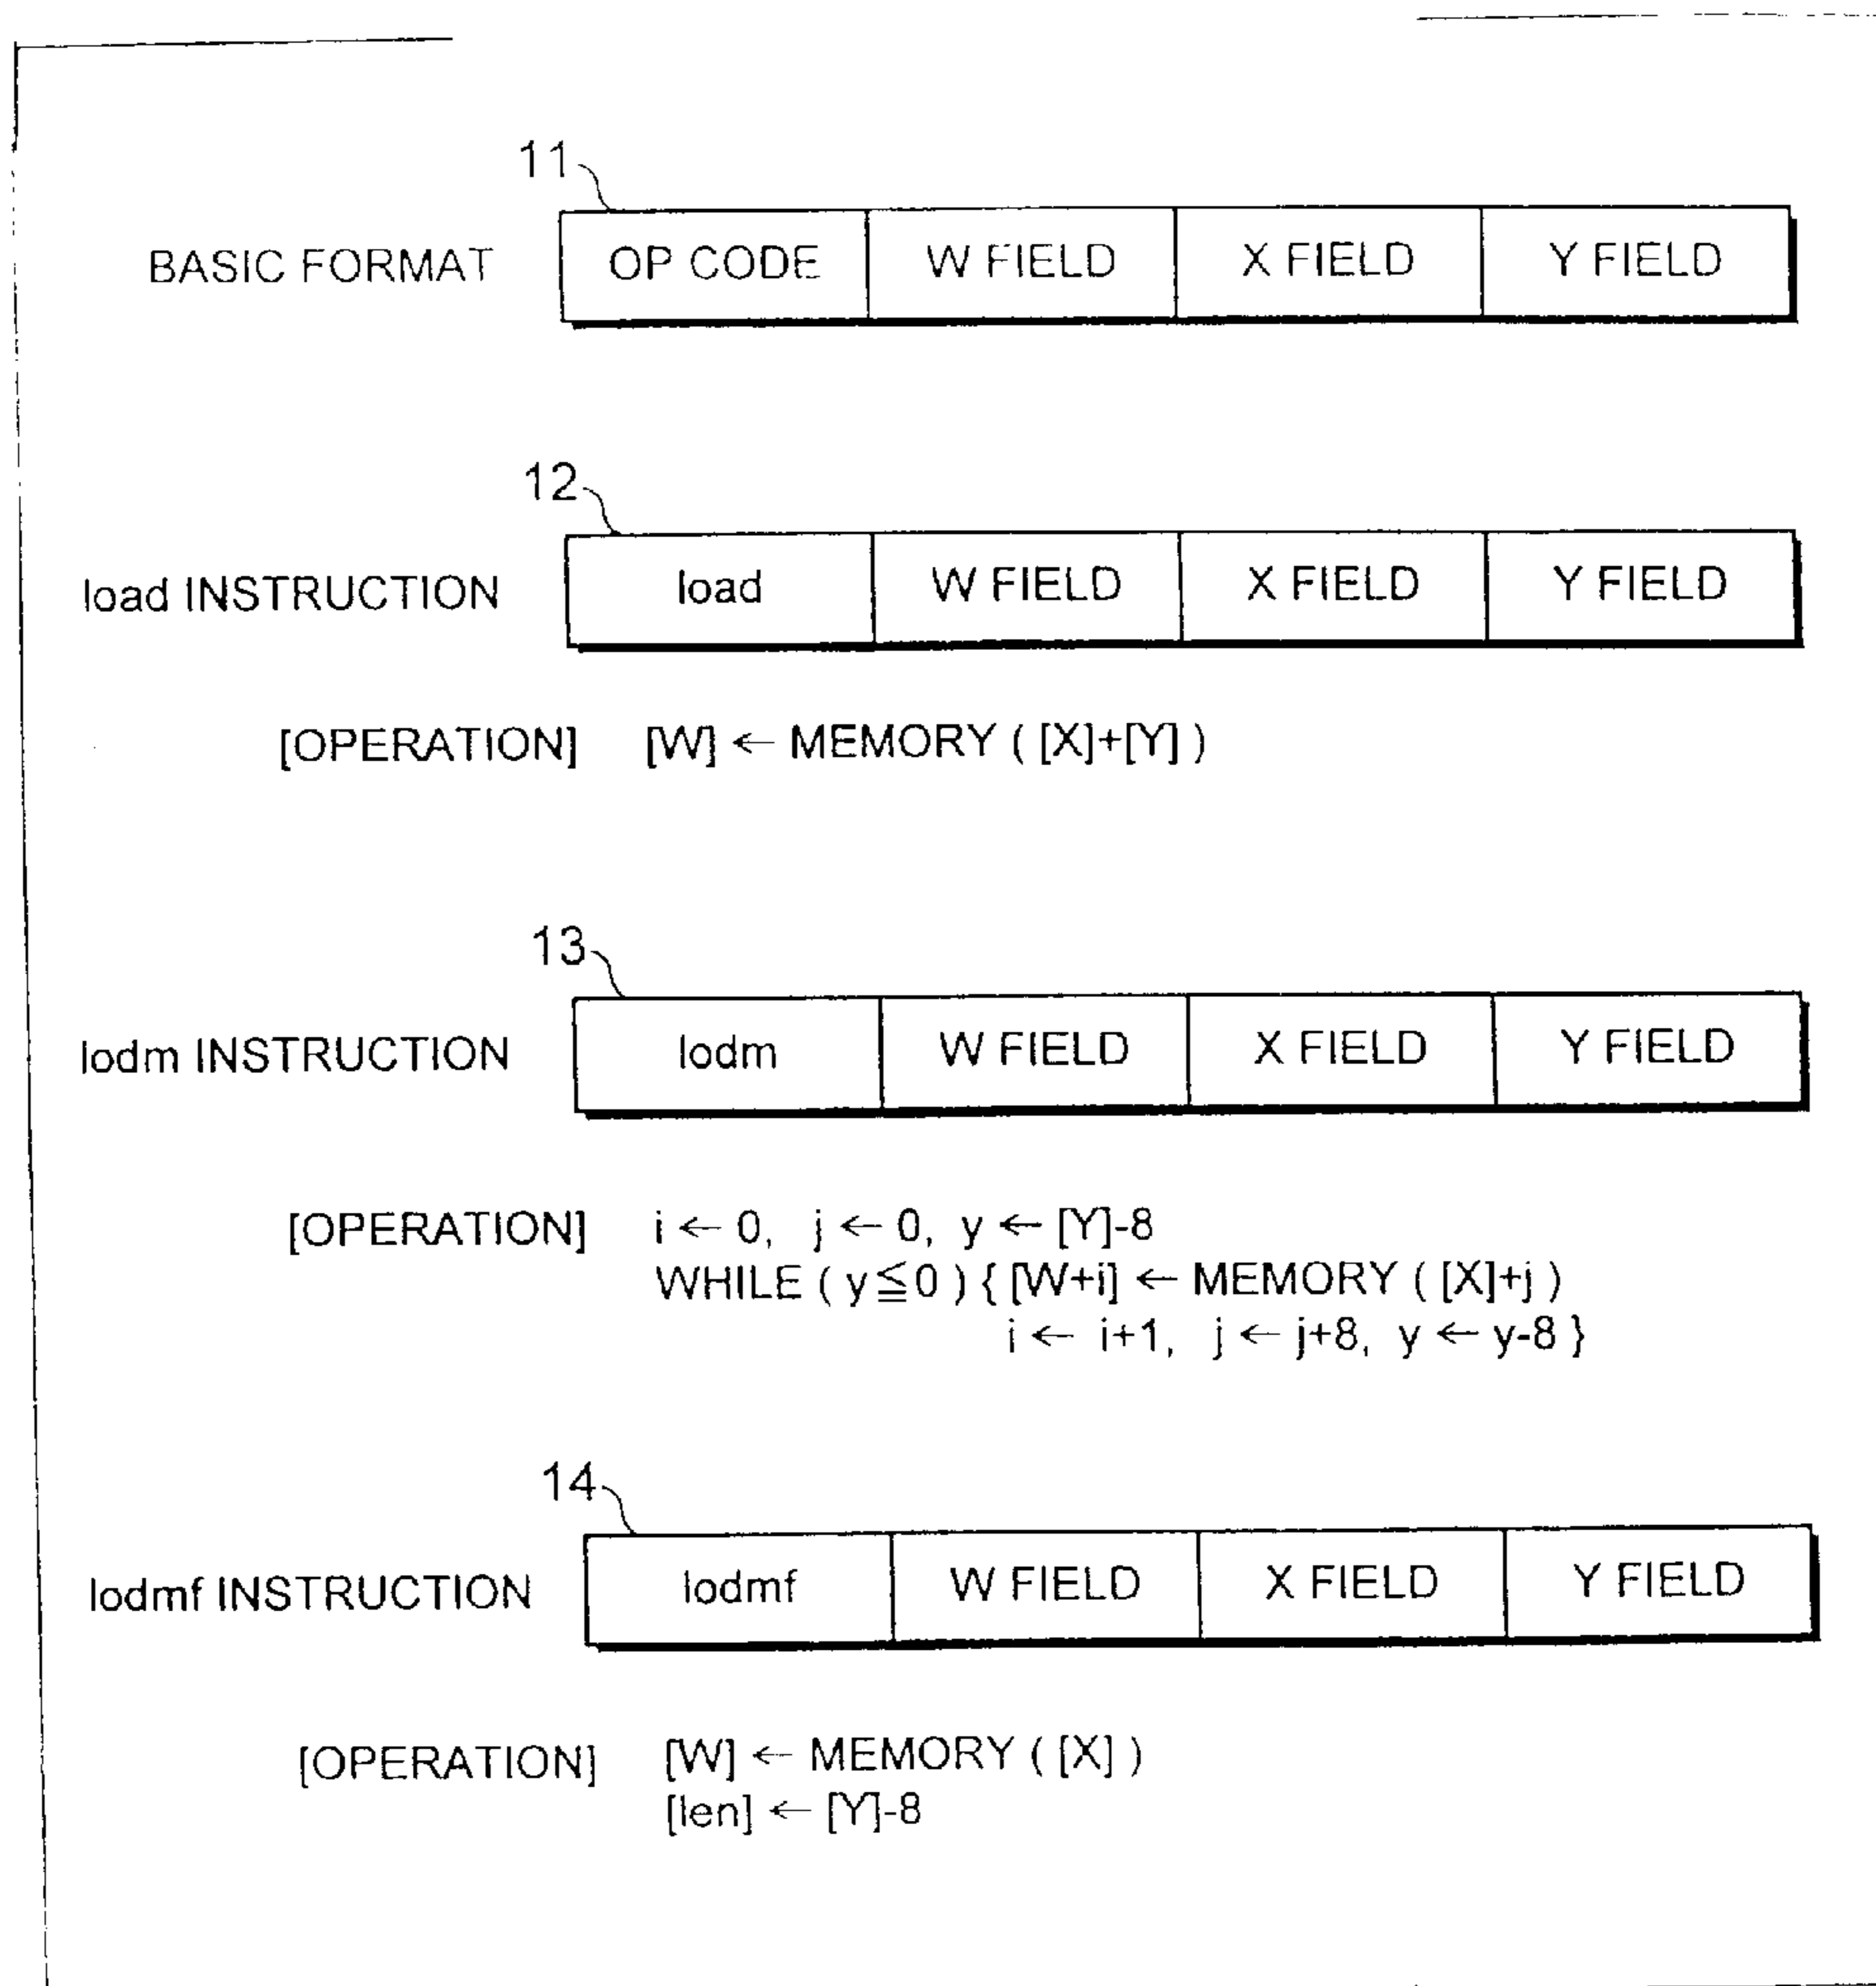 11
BASIC FORMAT OP CODE W FIELD X FIELD Y FIELD
12
load INSTRUCTION load W FIELD X FIELD Y FIELD
[OPERATION] [W] ← MEMORY ( [X]+[Y] )
13
lodm INSTRUCTION lodm W FIELD X FIELD Y FIELD
[OPERATION] i ← 0, j ← 0, y ← [Y]-8
WHILE ( y≦0 ) { [W+i] ← MEMORY ( [X]+j )
i ← i+1, j ← j+8, y ← y-8 }
14
lodmf INSTRUCTION lodmf W FIELD X FIELD Y FIELD
[OPERATION] [W] ← MEMORY ( [X] )
[len] ← [Y]-8